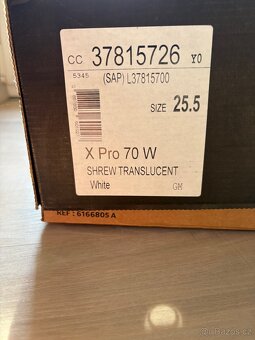 CC 37815726 Y0
5345 (SAP) L37815700
SIZE 25.5
X Pro 70 W
SHREW TRANSLUCENT
White GM
REF : 6166805 A